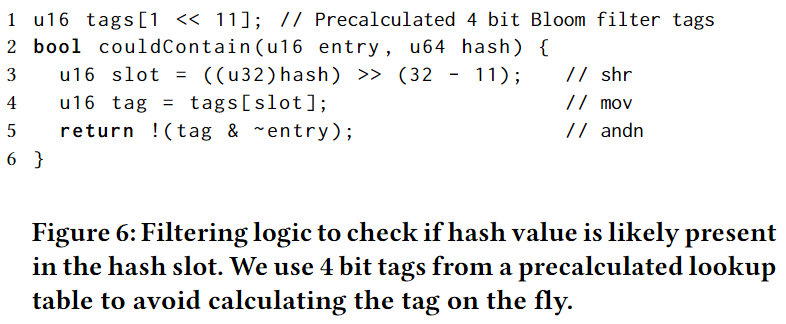 1 u16 tags[1 << 11]; // Precalculated 4 bit Bloom filter tags
2 bool couldContain(u16 entry, u64 hash) {
3   u16 slot = ((u32)hash) >> (32 - 11);   // shr
4   u16 tag = tags[slot];                  // mov
5   return !(tag & ~entry);                // andn
6 }
Figure 6: Filtering logic to check if hash value is likely present
in the hash slot. We use 4 bit tags from a precalculated lookup
table to avoid calculating the tag on the fly.